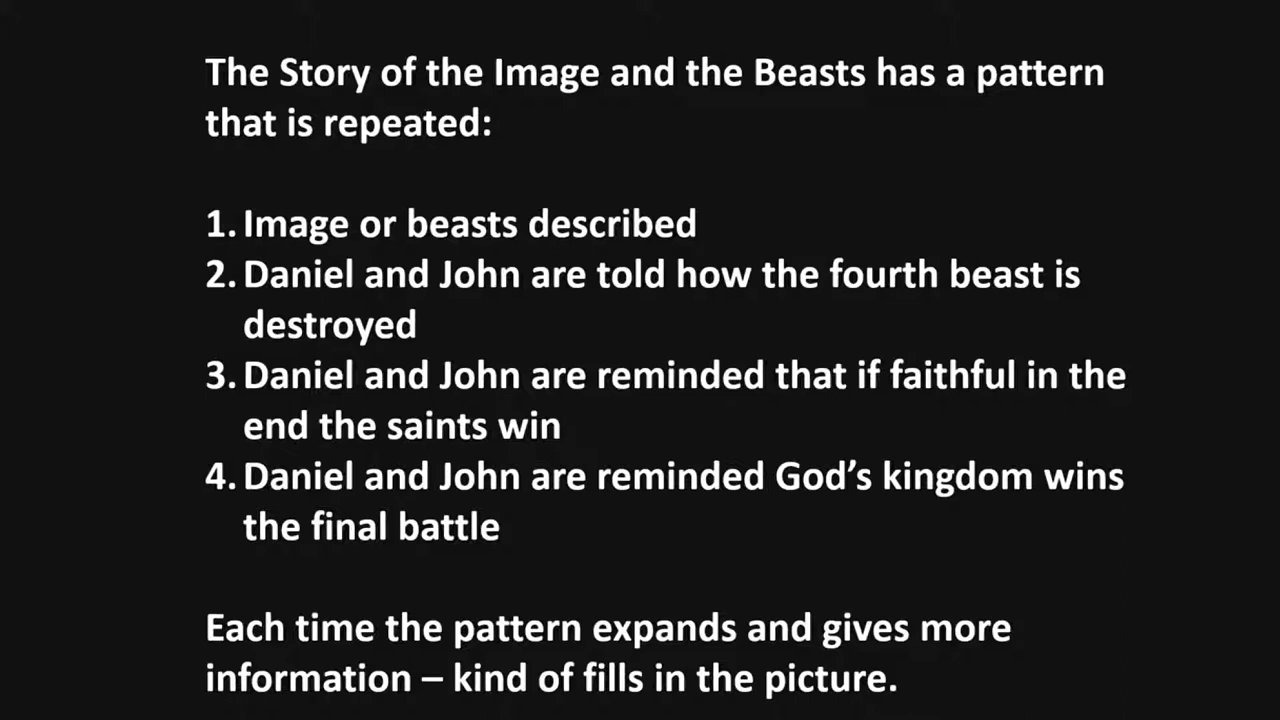 The Story of the Image and the Beasts has a pattern
that is repeated:
1. Image or beasts described
2. Daniel and John are told how the fourth beast is
destroyed
3. Daniel and John are reminded that if faithful in the
end the saints win
4. Daniel and John are reminded God’s kingdom wins
the final battle
Each time the pattern expands and gives more
information – kind of fills in the picture.